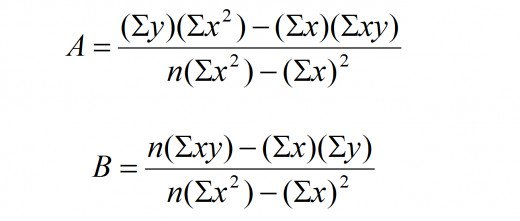 A = (Σy)(Σx²) − (Σx)(Σxy) / n(Σx²) − (Σx)²
B = n(Σxy) − (Σx)(Σy) / n(Σx²) − (Σx)²